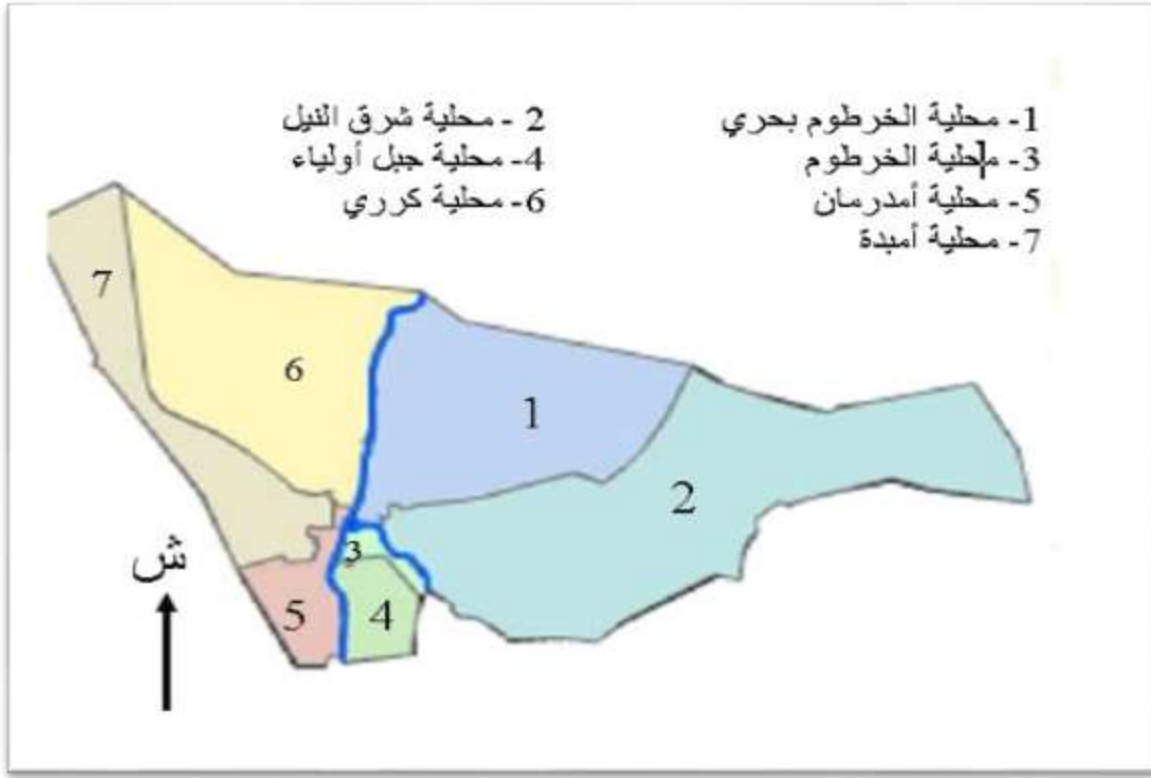 1- محلية الخرطوم بحري
2 - محلية شرق النيل
3- محلية الخرطوم
4- محلية جبل أولياء
5- محلية أمدرمان
6- محلية كرري
7- محلية أمبدة
7
6
1
2
3
ش
5
4